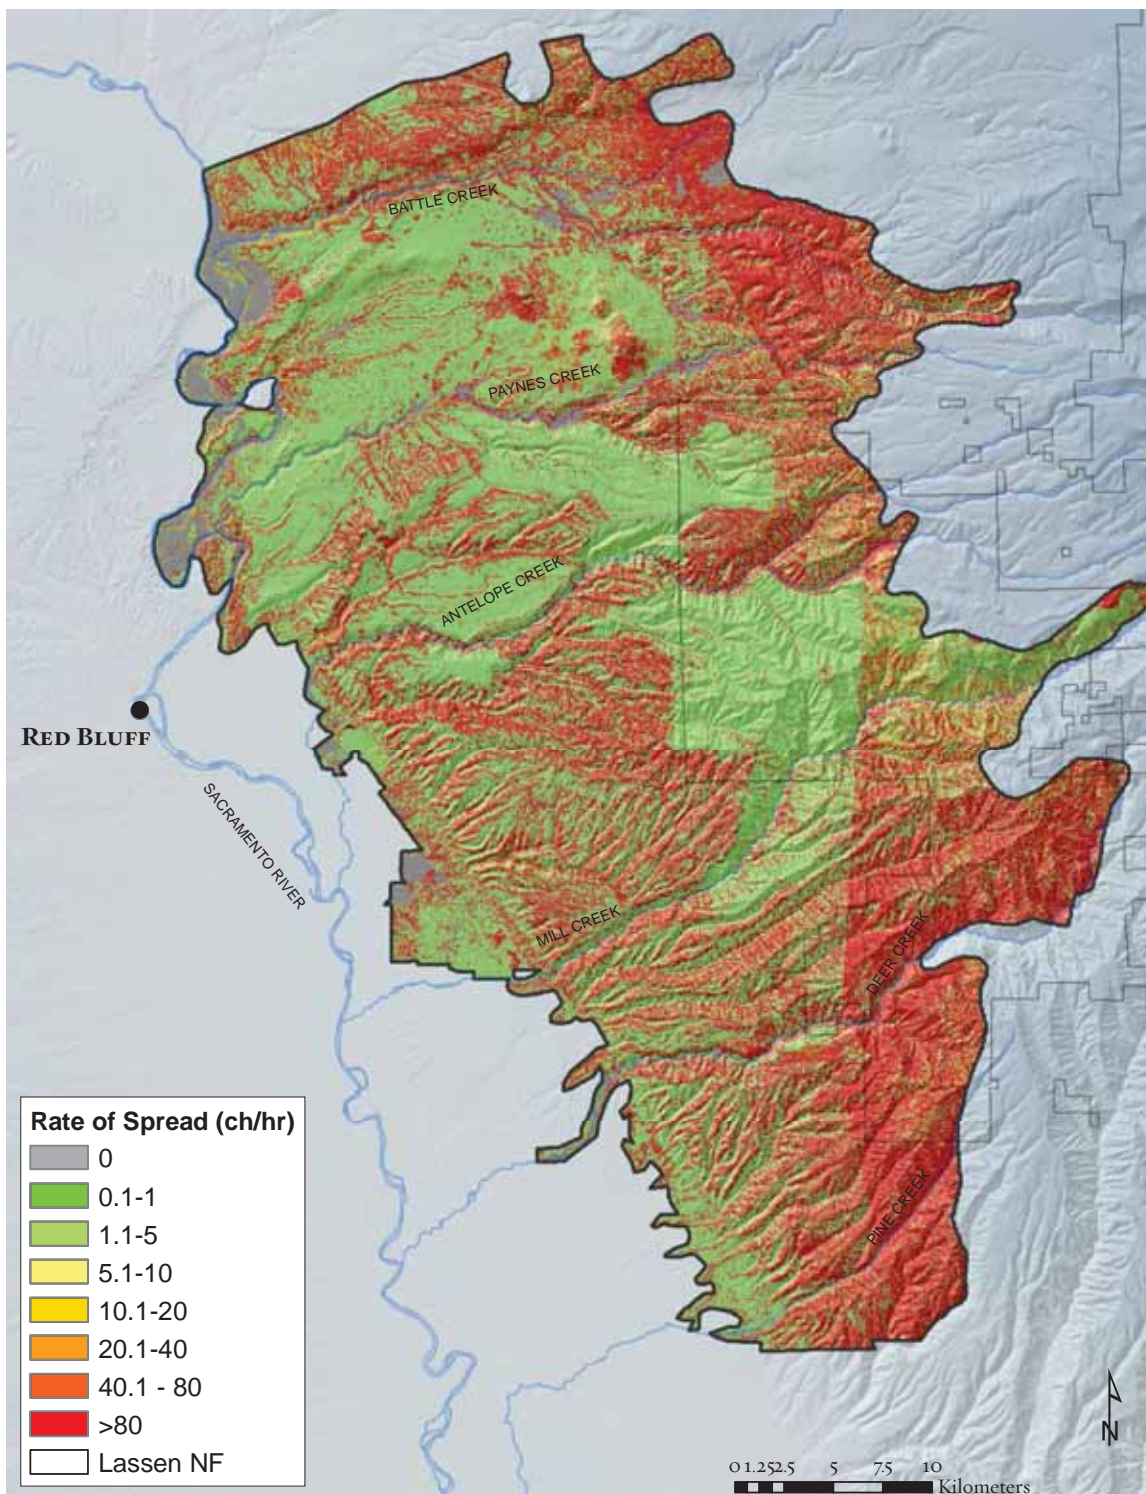 BATTLE CREEK
PAYNES CREEK
ANTELOPE CREEK
RED BLUFF
SACRAMENTO RIVER
MILL CREEK
DEER CREEK
PINE CREEK
Rate of Spread (ch/hr)
0
0.1-1
1.1-5
5.1-10
10.1-20
20.1-40
40.1 - 80
>80
Lassen NF
N
0 1.25 2.5 5 7.5 10
Kilometers